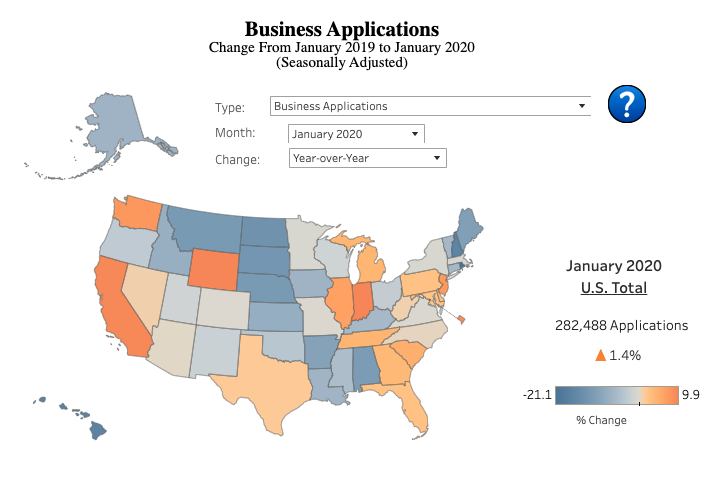 Business Applications
Change From January 2019 to January 2020
(Seasonally Adjusted)
Type: Business Applications
?
Month: January 2020
Change: Year-over-Year
January 2020
U.S. Total
282,488 Applications
▲ 1.4%
-21.1 9.9
% Change